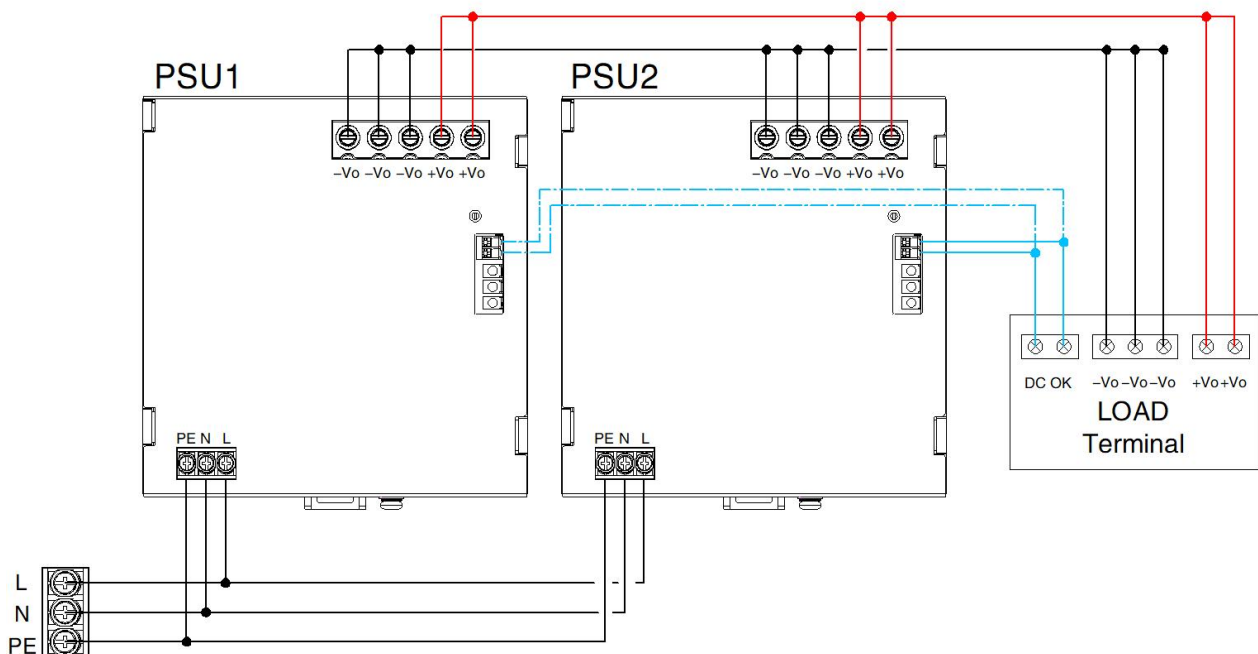 PSU1
PSU2
−Vo −Vo −Vo +Vo +Vo
−Vo −Vo −Vo +Vo +Vo
DC OK −Vo −Vo −Vo +Vo +Vo
LOAD
Terminal
PE N L
PE N L
L
N
PE